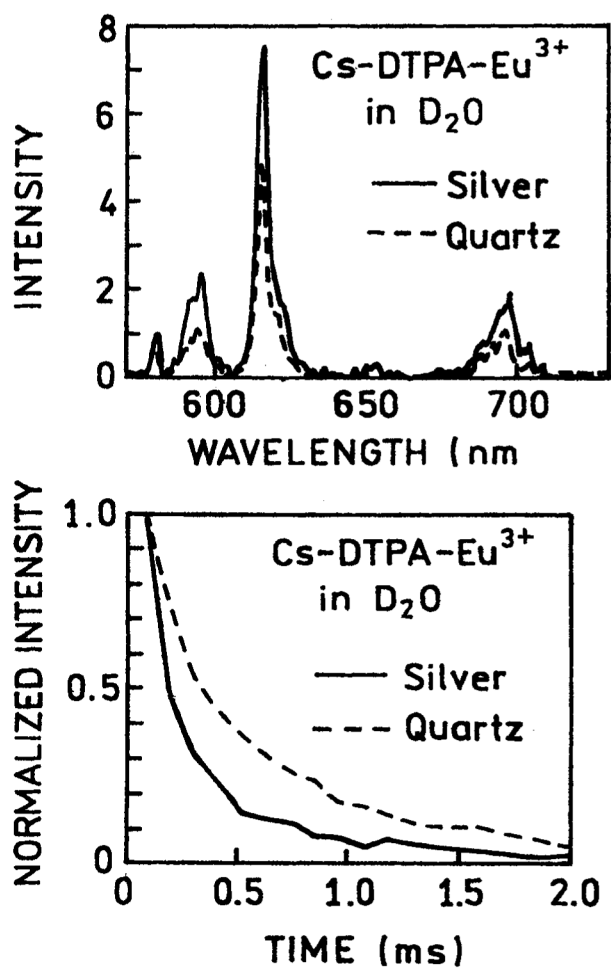 8
6
4
2
0
INTENSITY
Cs-DTPA-Eu³⁺
in D₂O
Silver
Quartz
600
650
700
WAVELENGTH (nm
1.0
0.5
0
NORMALIZED INTENSITY
Cs-DTPA-Eu³⁺
in D₂O
Silver
Quartz
0
0.5
1.0
1.5
2.0
TIME (ms)